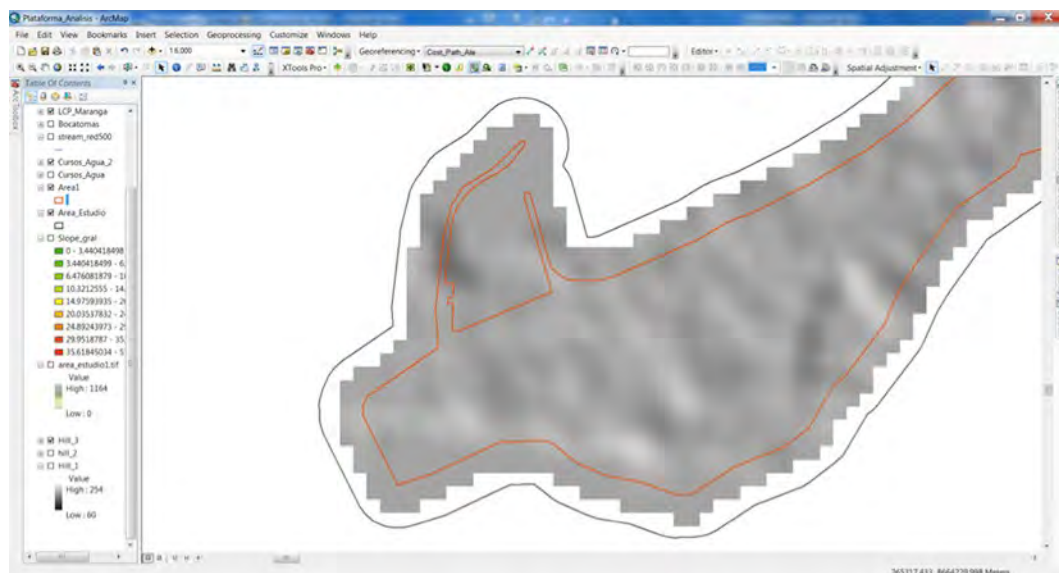 Plataforma_Analisis - ArcMap
File Edit View Bookmarks Insert Selection Geoprocessing Customize Windows Help
Georeferencing Cost_Path_Ale Editor
XTools Pro Spatial Adjustment
ArcToolbox
Table Of Contents
LCP_Maranga
Bocatomas
stream_red500
Cursos_Agua_2
Cursos_Agua
Area1
Area_Estudio
Slope_gral
0 - 3.440418498
3.440418499 - 6.
6.476081879 - 1
10.3212555 - 14.
14.97593935 - 2
20.03537832 - 2
24.89243973 - 2
29.9518787 - 35.
35.61845034 - 5
area_estudio1.tif
Value
High : 1164
Low : 0
Hill_3
Hill_2
Hill_1
Value
High : 254
Low : 60